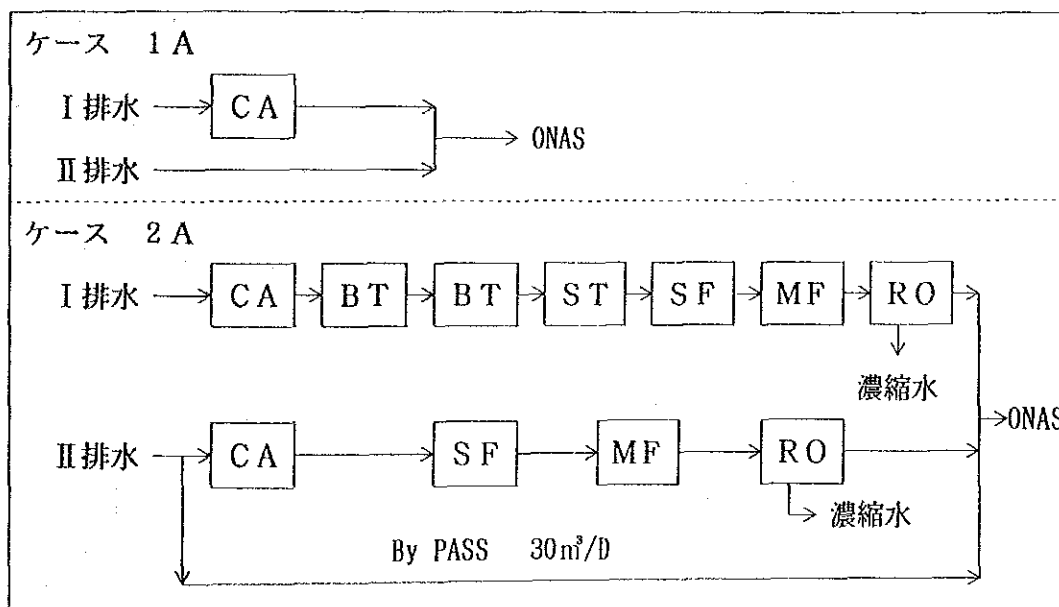 ケース 1A
Ⅰ排水 CA
ONAS
Ⅱ排水
ケース 2A
Ⅰ排水 CA BT BT ST SF MF RO
濃縮水
ONAS
Ⅱ排水 CA SF MF RO
濃縮水
By PASS 30㎥/D